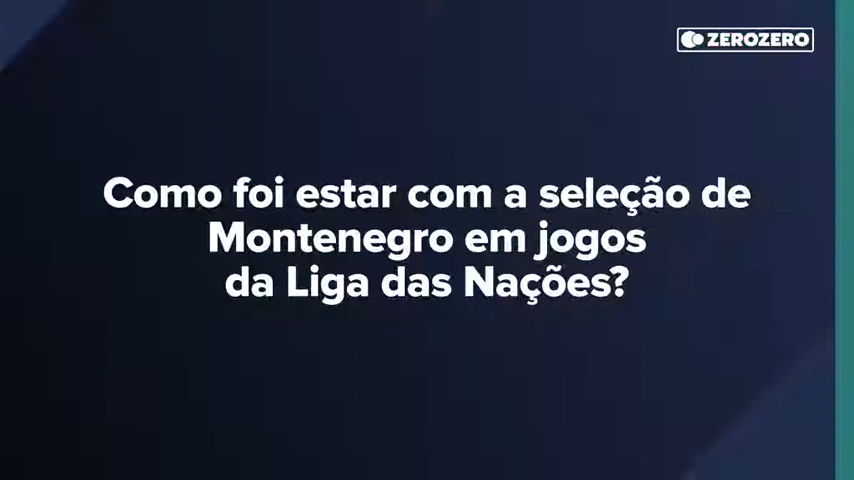 ZEROZERO
Como foi estar com a seleção de
Montenegro em jogos
da Liga das Nações?